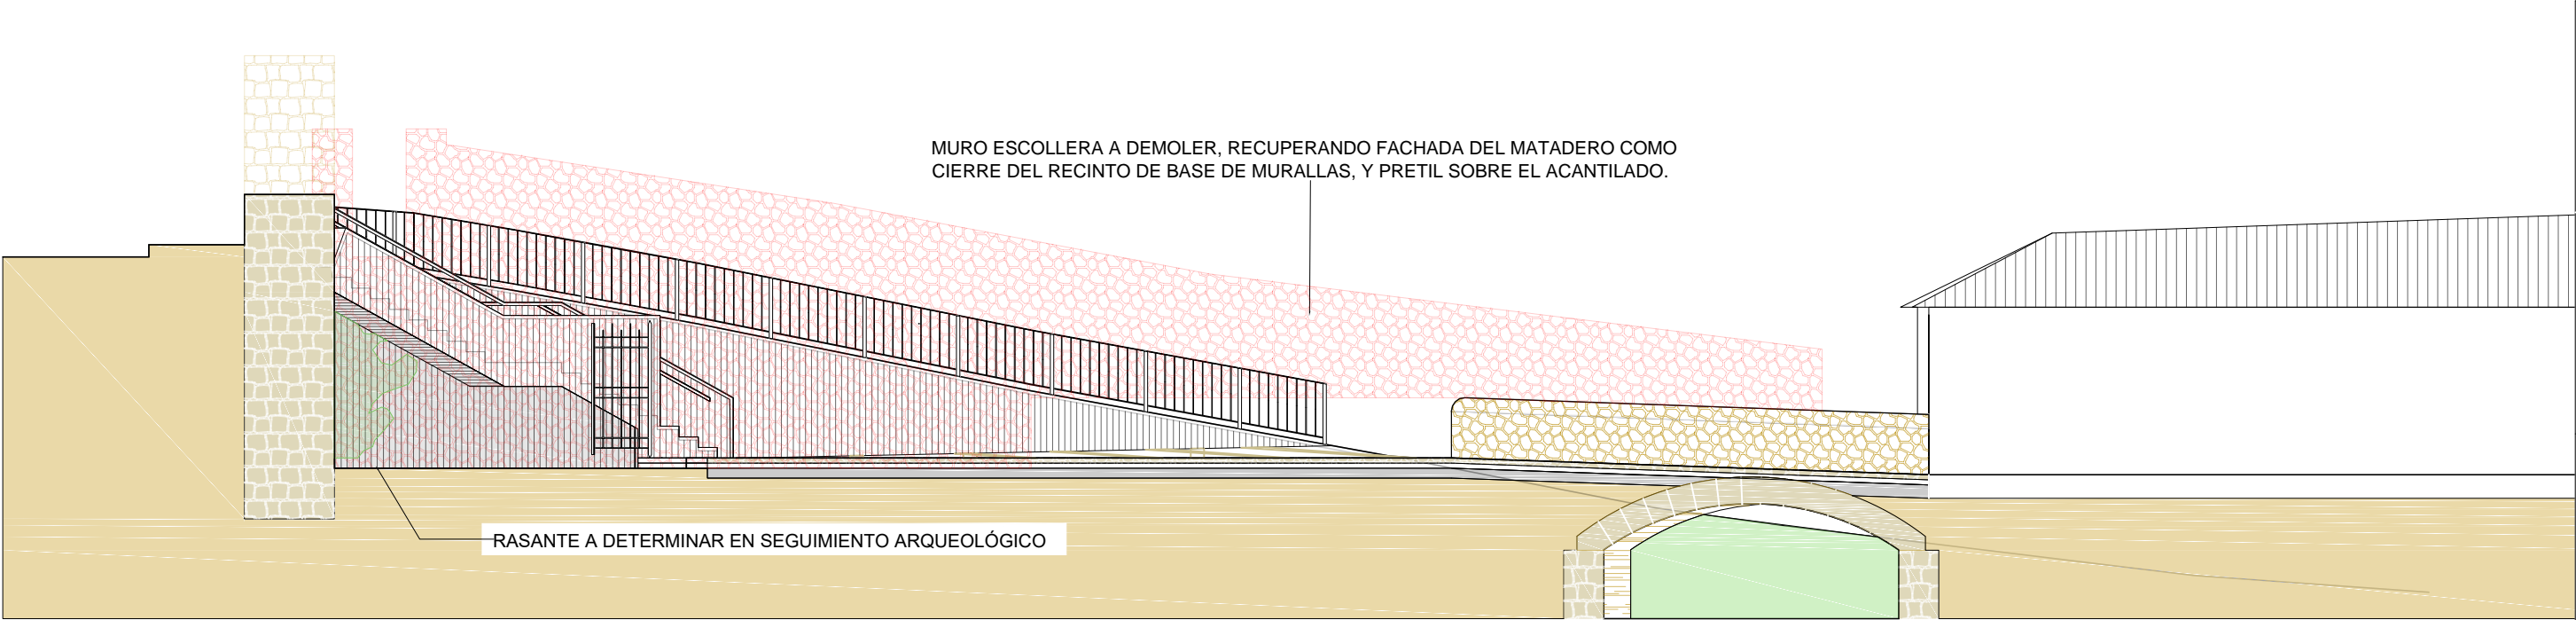 MURO ESCOLLERA A DEMOLER, RECUPERANDO FACHADA DEL MATADERO COMO
CIERRE DEL RECINTO DE BASE DE MURALLAS, Y PRETIL SOBRE EL ACANTILADO.
RASANTE A DETERMINAR EN SEGUIMIENTO ARQUEOLÓGICO